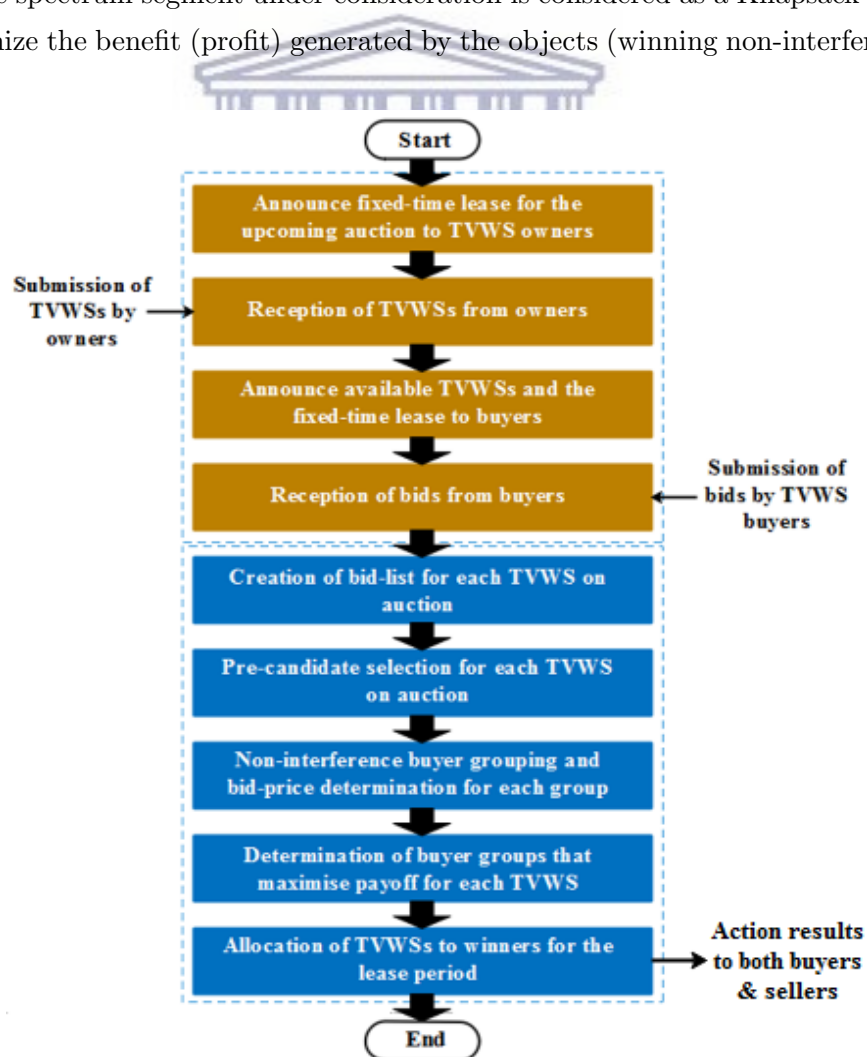 spectrum segment under consideration is considered as a Knapsack
the benefit (profit) generated by the objects (winning
Start
Announce fixed-time lease for the
upcoming auction to TVWS owners
Submission of
TVWSs by
owners
Reception of TVWSs from owners
Announce available TVWSs and the
fixed-time lease to buyers
Reception of bids from buyers
Submission of
bids by TVWS
buyers
Creation of bid-list for each TVWS on
auction
Pre-candidate selection for each TVWS
on auction
Non-interference buyer grouping and
bid-price determination for each group
Determination of buyer groups that
maximise payoff for each TVWS
Allocation of TVWSs to winners for the
lease period
Action results
to both buyers
& sellers
End